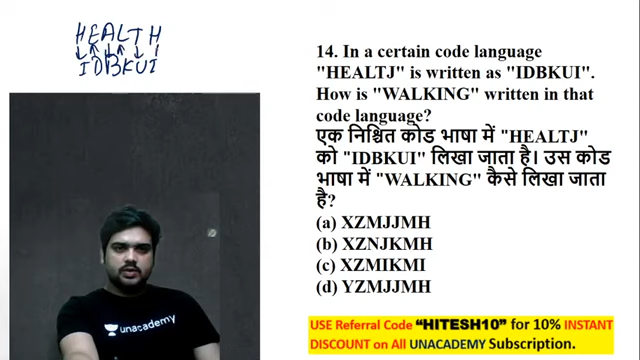 HEALTH
IDBKUI
14. In a certain code language
"HEALTJ" is written as "IDBKUI".
How is "WALKING" written in that
code language?
एक निश्चित कोड भाषा में "HEALTJ"
को "IDBKUI" लिखा जाता है। उस कोड
भाषा में "WALKING" कैसे लिखा जाता
है?
(a) XZMJJMH
(b) XZNJKMH
(c) XZMIKMI
(d) YZMJJMH
unacademy
USE Referral Code "HITESH10" for 10% INSTANT
DISCOUNT on All UNACADEMY Subscription.